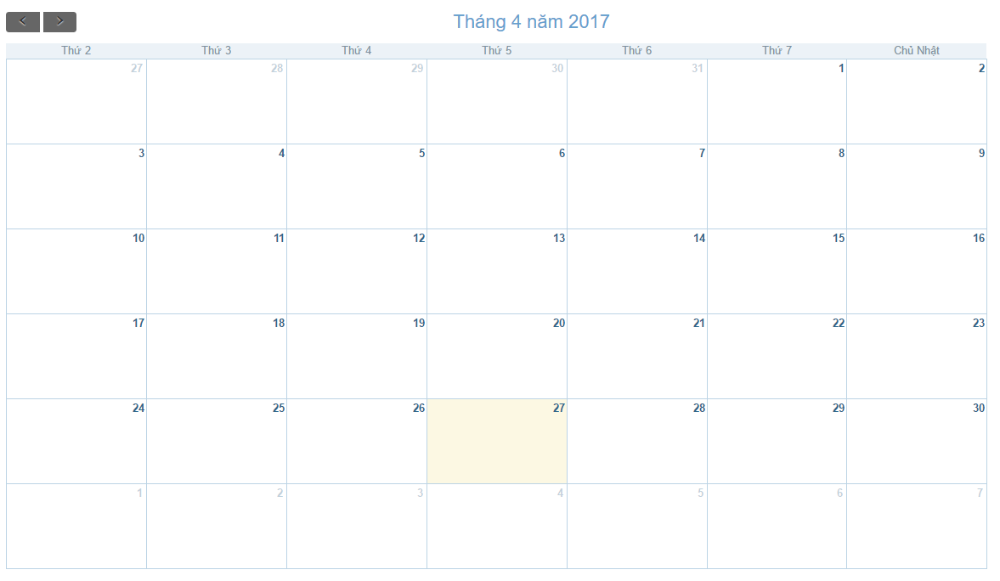 Tháng 4 năm 2017
Thứ 2 Thứ 3 Thứ 4 Thứ 5 Thứ 6 Thứ 7 Chủ Nhật
27 28 29 30 31 1 2
3 4 5 6 7 8 9
10 11 12 13 14 15 16
17 18 19 20 21 22 23
24 25 26 27 28 29 30
1 2 3 4 5 6 7